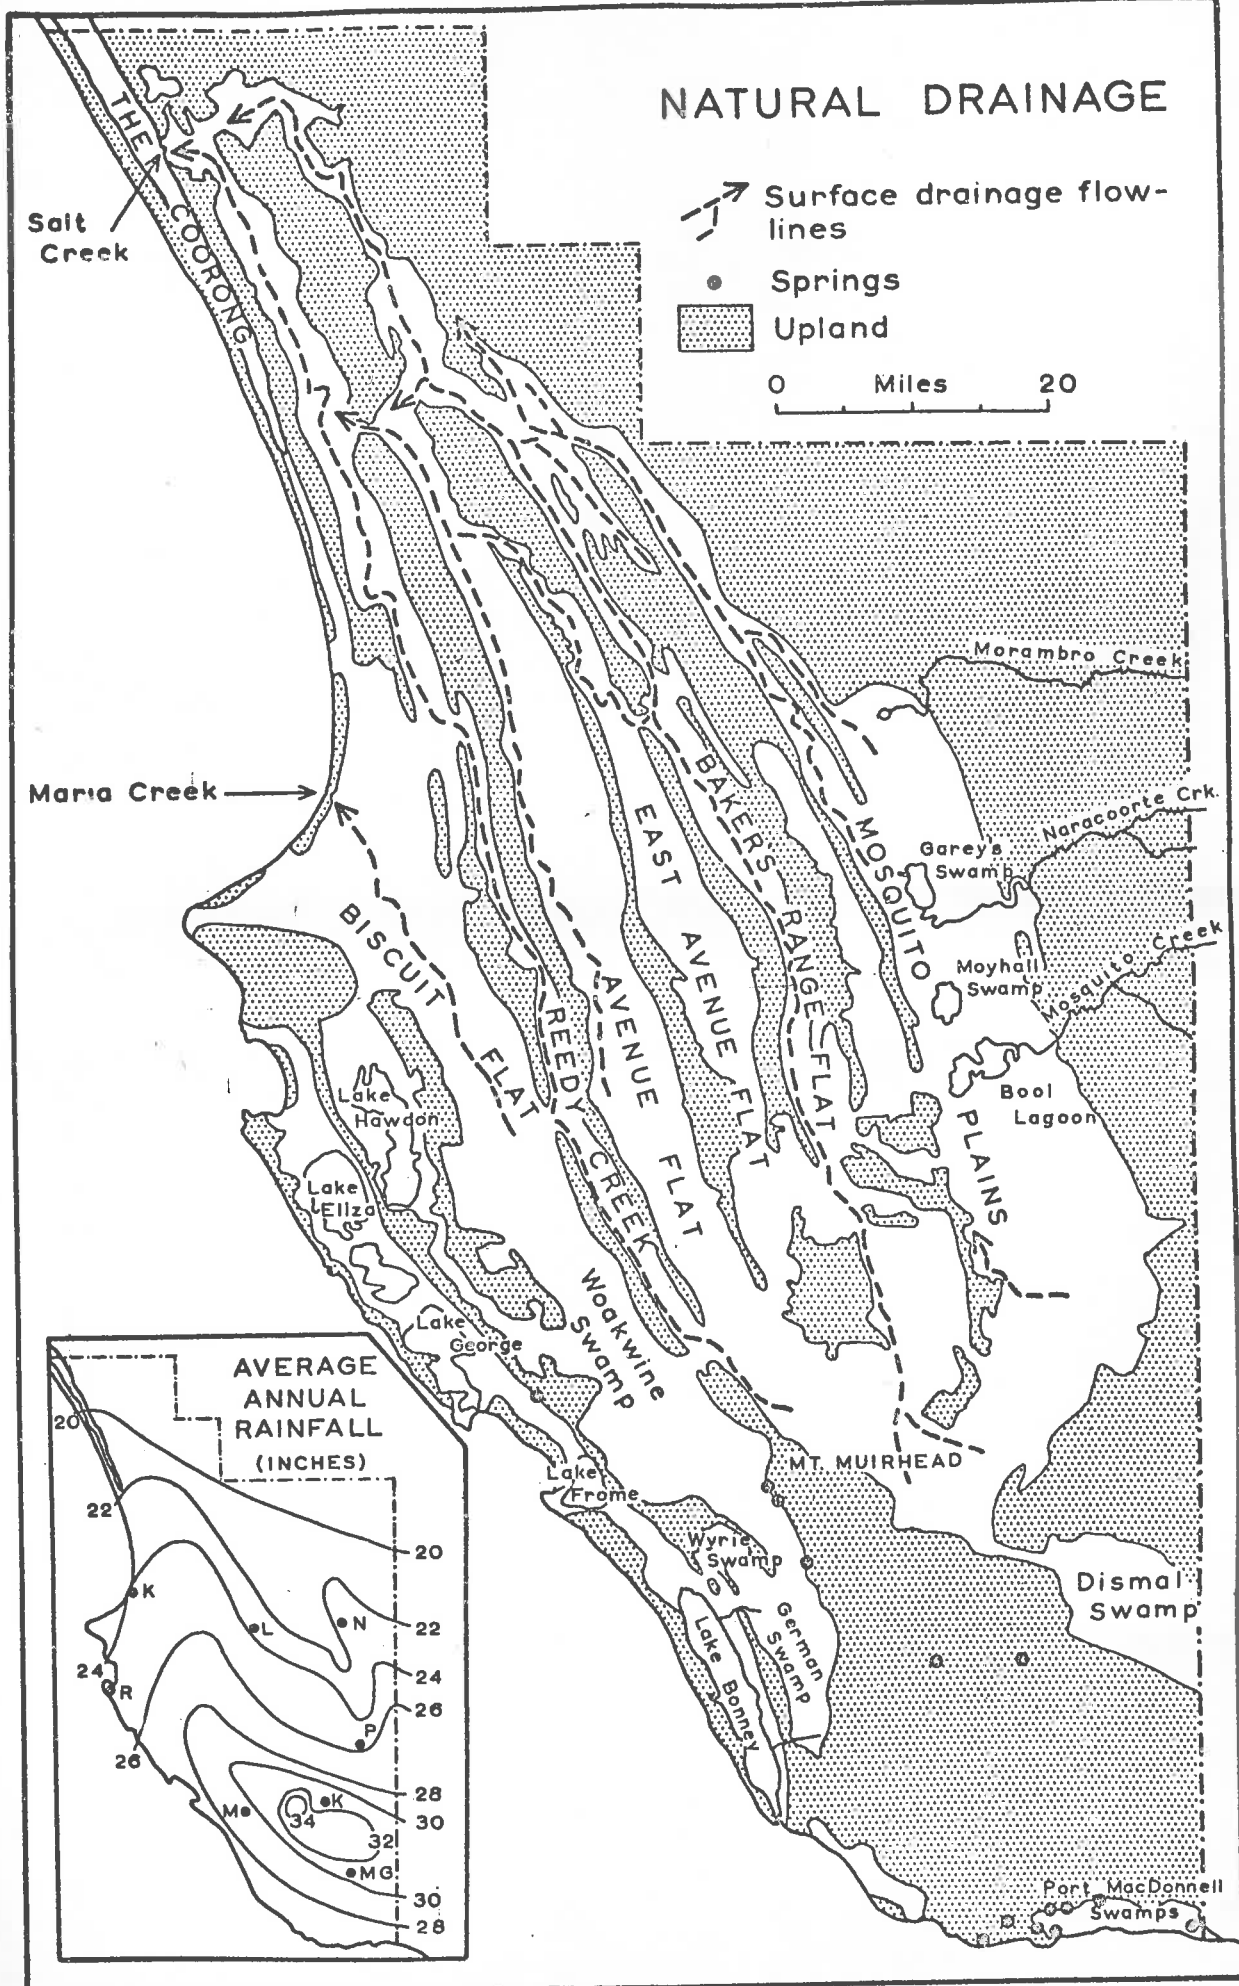 NATURAL DRAINAGE
Surface drainage flow-
lines
Springs
Upland
0 Miles 20
THE COORONG
Salt
Creek
Morambro Creek
Maria Creek
Naracoorte Crk.
Garey's
Swamp
BISCUIT FLAT
REEDY CREEK
AVENUE FLAT
EAST AVENUE FLAT
BAKERS RANGE FLAT
MOSQUITO PLAINS
Moyhall
Swamp
Mosquito Creek
Bool
Lagoon
Lake
Hawdon
Lake
Eliza
Lake
George
Woakwine
Swamp
MT. MUIRHEAD
Lake
Frome
Wyrie
Swamp
Dismal
Swamp
German
Swamp
Lake Bonney
Port MacDonnell
Swamps
AVERAGE
ANNUAL
RAINFALL
(INCHES)
20
22
20
K
L
N
22
24
R
24
26
P
26
28
M
K
34
30
32
MG
30
28